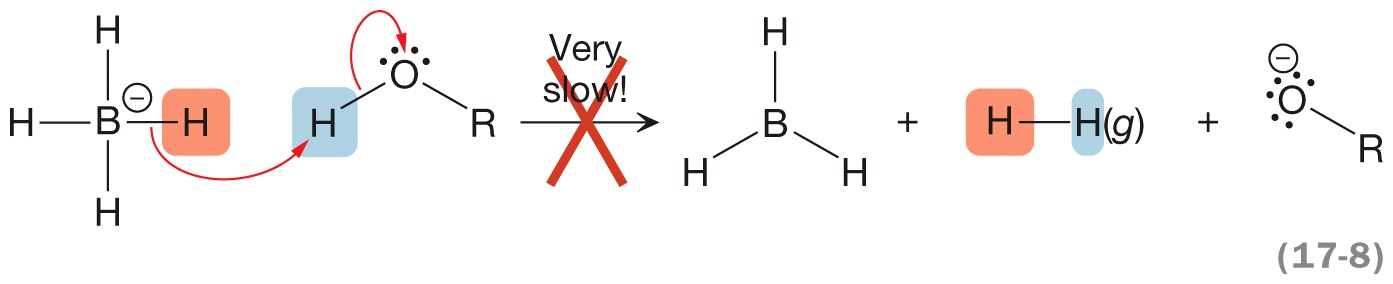 H H
B ⊖ H H O R Very slow! B H + H H(g) + ⊖ O R
H H H
H
(17-8)